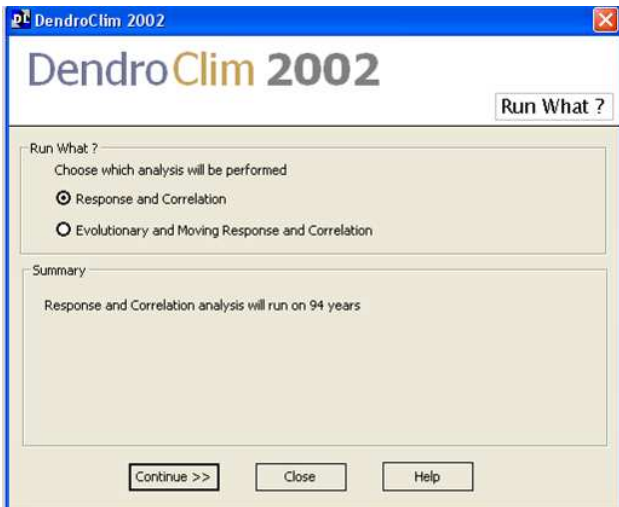 DendroClim 2002
DendroClim 2002
Run What ?
Run What ?
Choose which analysis will be performed
Response and Correlation
Evolutionary and Moving Response and Correlation
Summary
Response and Correlation analysis will run on 94 years
Continue >>
Close
Help